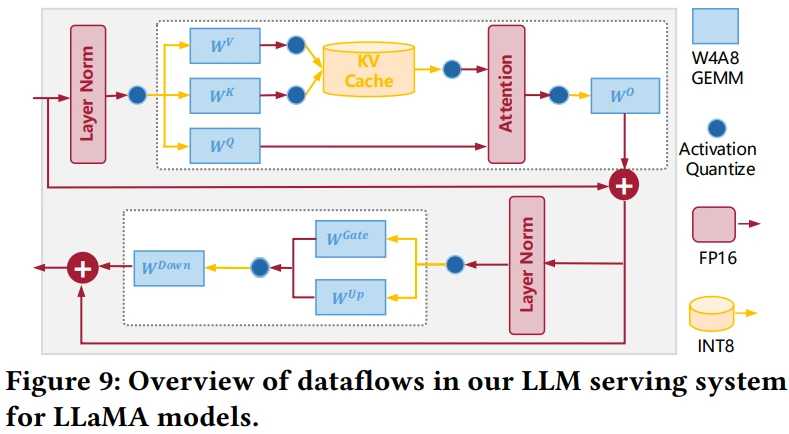 Layer Norm
W^V
W^K
W^Q
KV
Cache
Attention
W^O
W4A8
GEMM
Activation
Quantize
FP16
INT8
+
Layer Norm
W^Gate
W^Up
W^Down
+
Figure 9: Overview of dataflows in our LLM serving system
for LLaMA models.